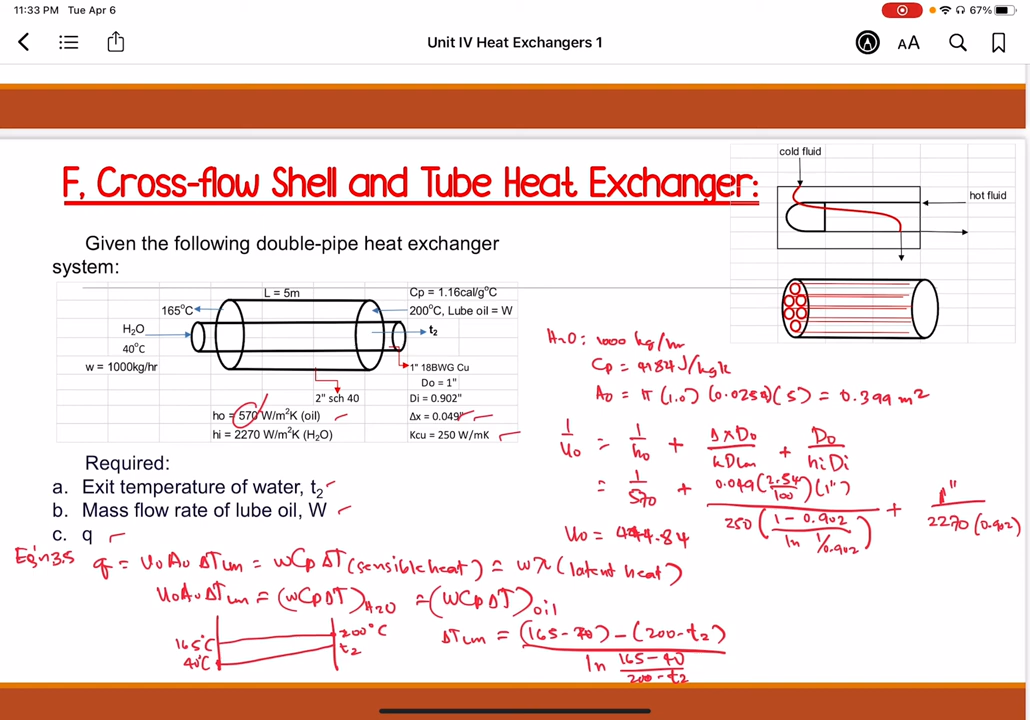 11:33 PM Tue Apr 6
67%
Unit IV Heat Exchangers 1
AA
F, Cross-flow Shell and Tube Heat Exchanger:
cold fluid
hot fluid
Given the following double-pipe heat exchanger
system:
L = 5m
Cp = 1.16cal/g°C
165°C
200°C, Lube oil = W
H₂O
t₂
40°C
w = 1000kg/hr
1" 18BWG Cu
Do = 1"
2" sch 40
Di = 0.902"
ho = 570 W/m²K (oil)
Δx = 0.049"
hi = 2270 W/m²K (H₂O)
Kcu = 250 W/mK
H₂O: 1000 kg/hr
Cp = 4184 J/kgK
Ao = π (1.0) (0.0254) (5) = 0.399 m²
1/Uo = 1/ho + ΔxDo/kDLm + Do/hiDi
= 1/570 + 0.049(2.54/100)(1")/250(1-0.902/ln 1/0.902) + 1"/2270(0.902)
Uo = 444.84
Required:
a. Exit temperature of water, t₂
b. Mass flow rate of lube oil, W
c. q
Eq'n 3.5
q = UoAoΔTLm = wCpΔT (sensible heat) = wλ (latent heat)
UoAoΔTLm = (wCpΔT)H₂O = (WCpΔT)oil
165°C
200°C
40°C
t₂
ΔTLm = (165-40) - (200-t₂) / ln 165-40/200-t₂